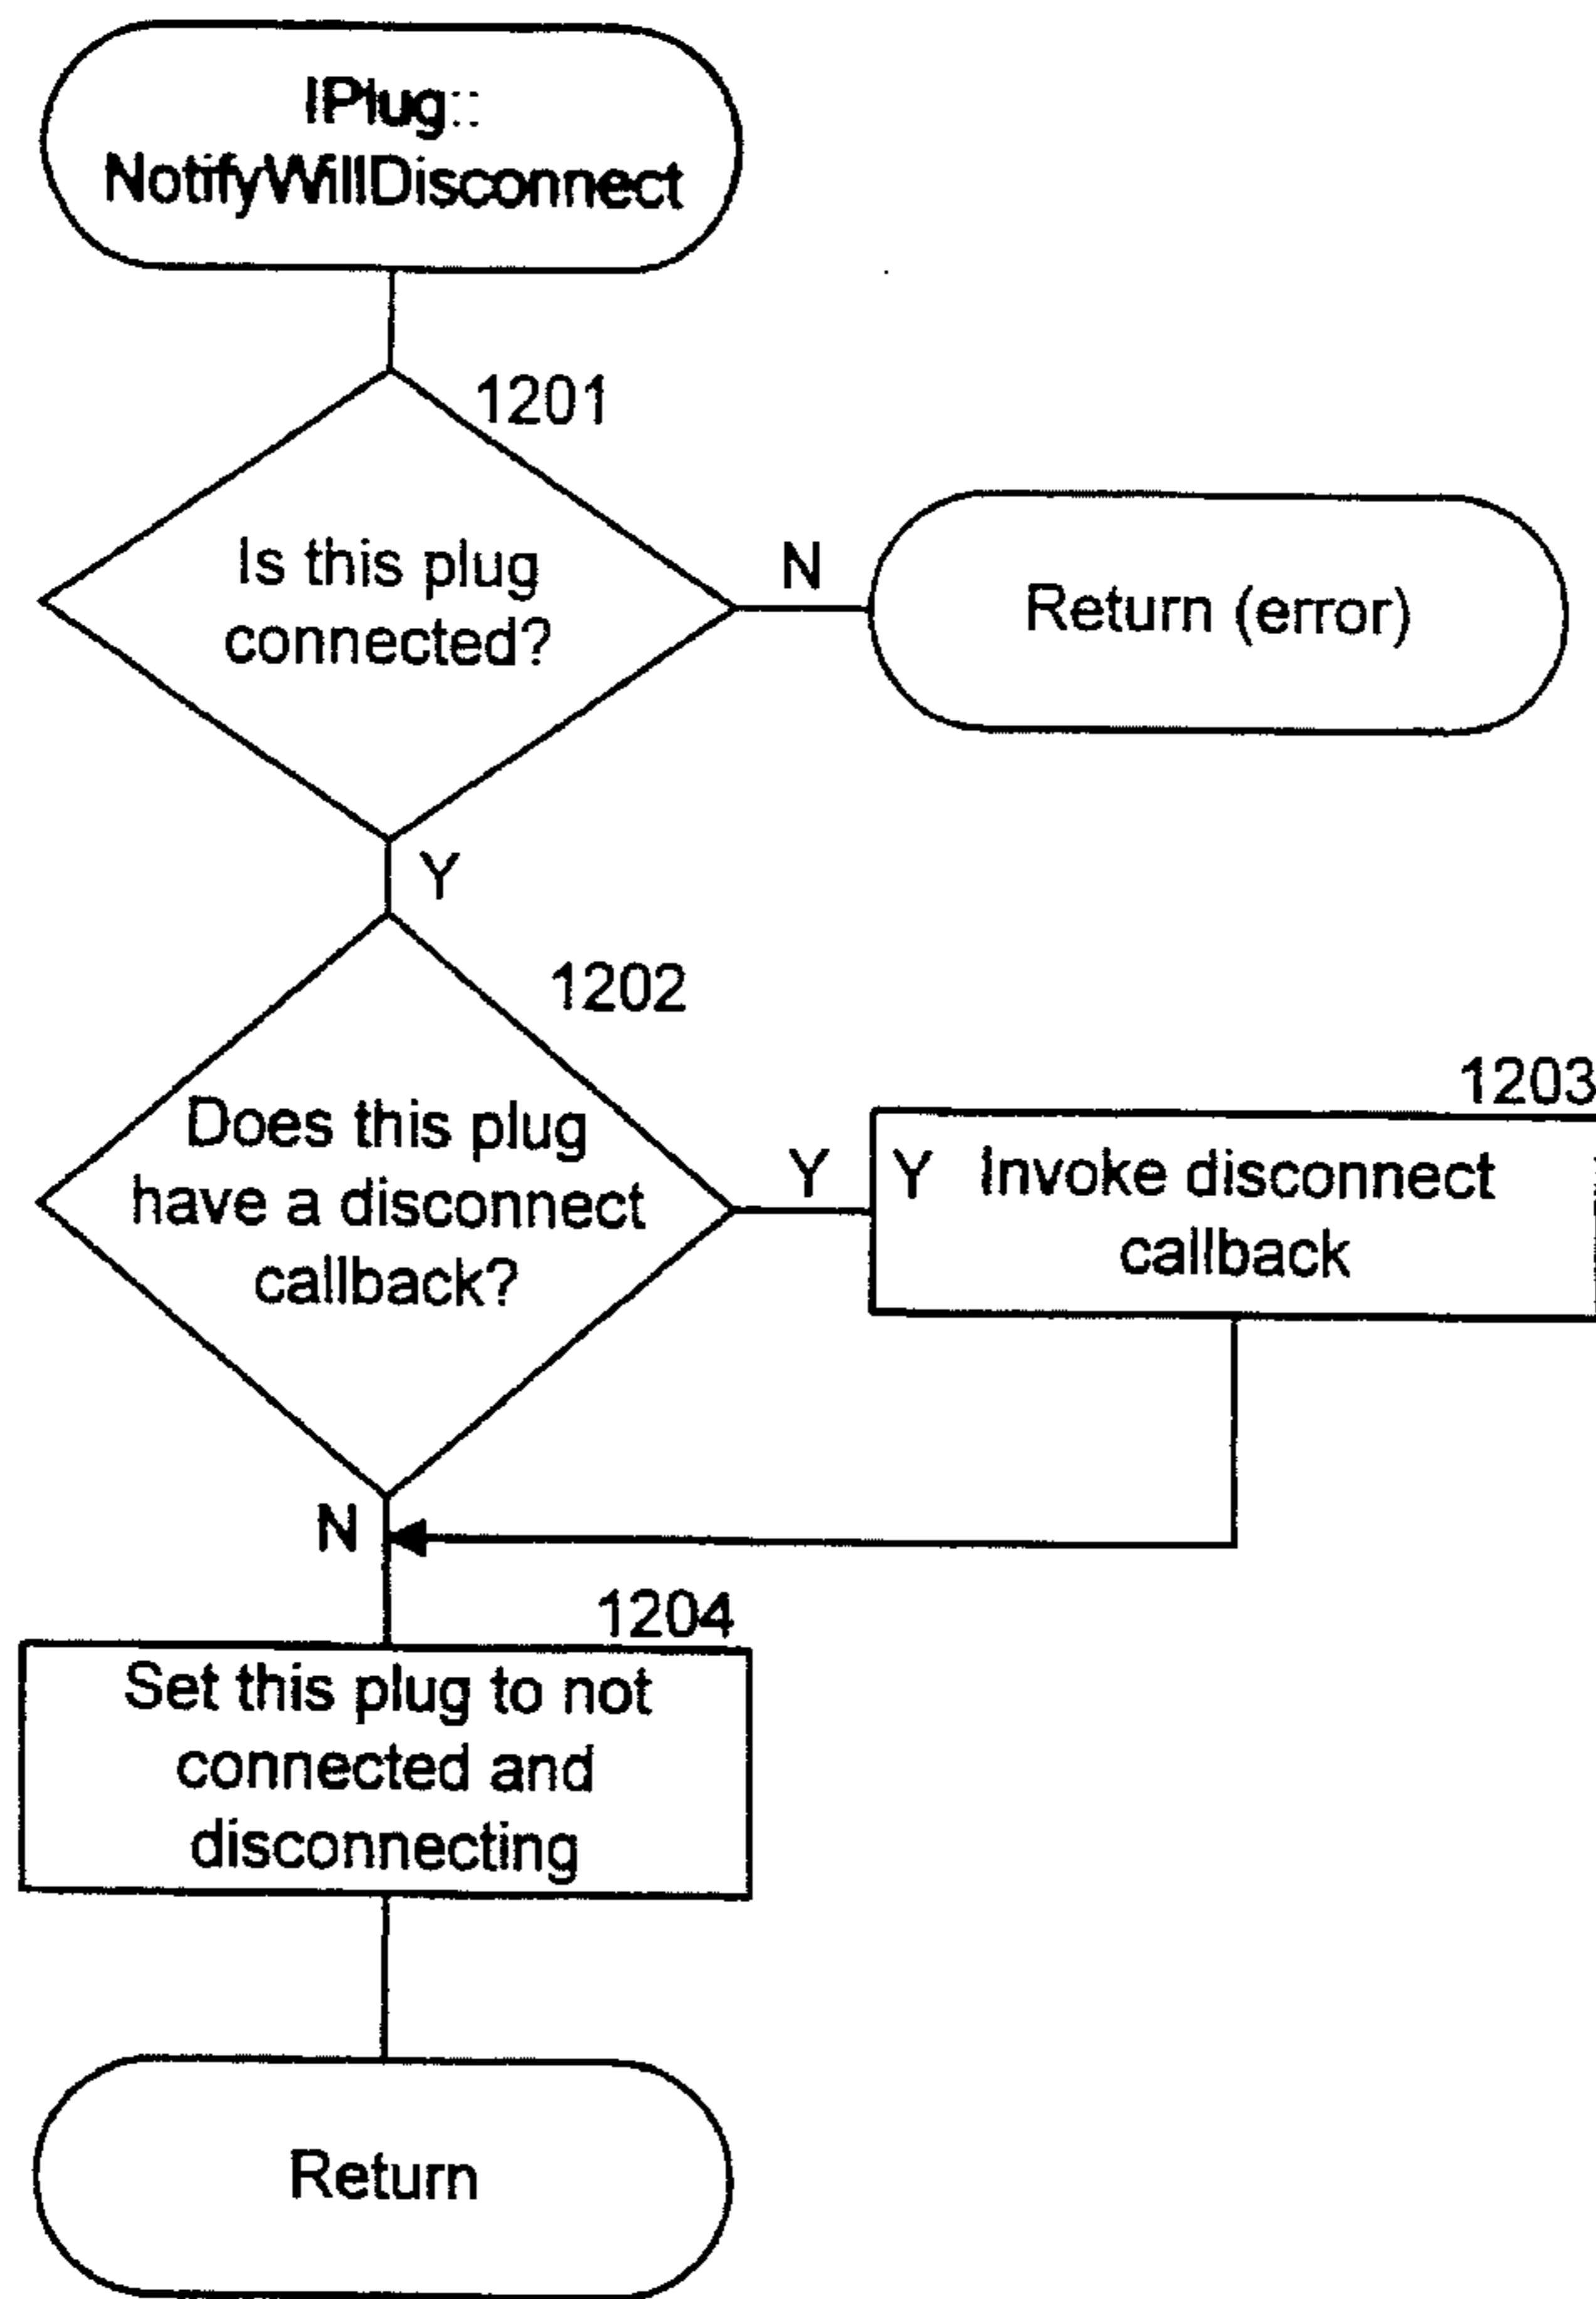 IPlug::
NotifyWillDisconnect
1201
Is this plug
connected?
N
Return (error)
Y
1202
Does this plug
have a disconnect
callback?
Y
1203
Y Invoke disconnect
callback
N
1204
Set this plug to not
connected and
disconnecting
Return